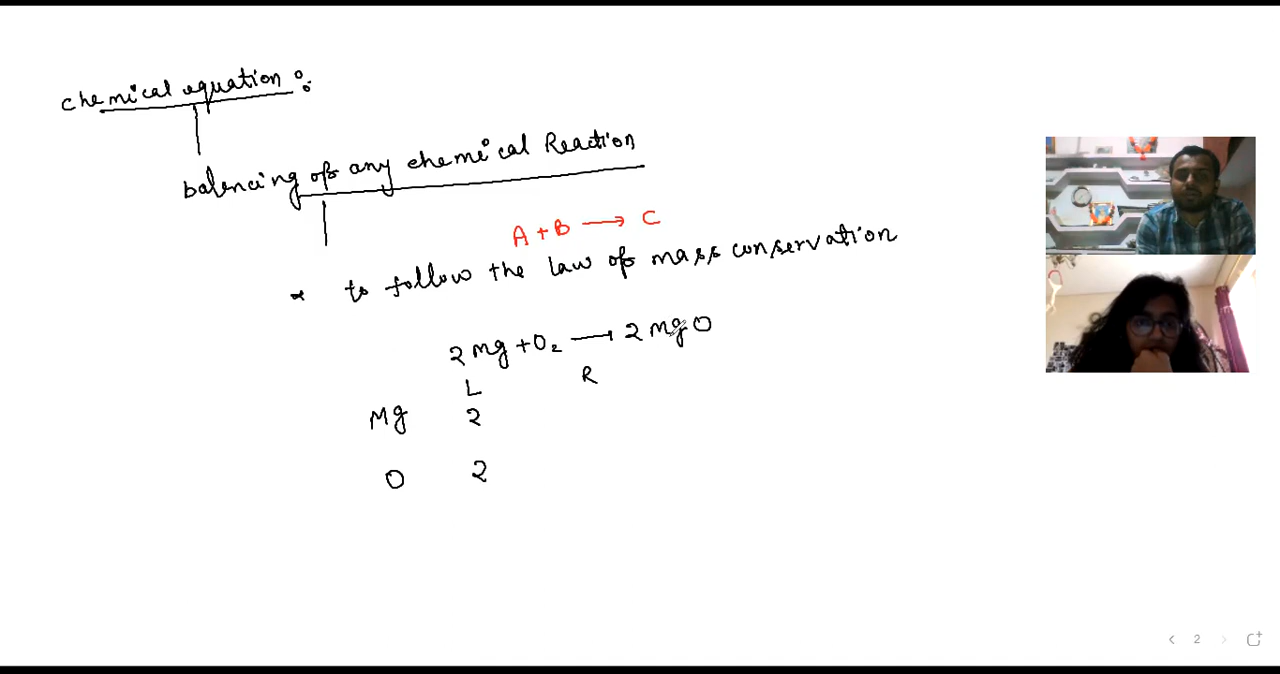 chemical equation :
balencing of any chemical Reaction
A + B → C
* to follow the law of mass conservation
2 Mg + O₂ → 2 MgO
L R
Mg 2
O 2
< 2 >